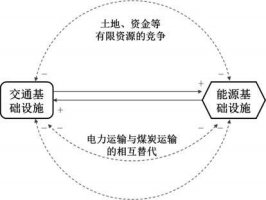 土地、资金等
有限资源的竞争
交通基
础设施
能源基
础设施
电力运输与煤炭运输
的相互替代